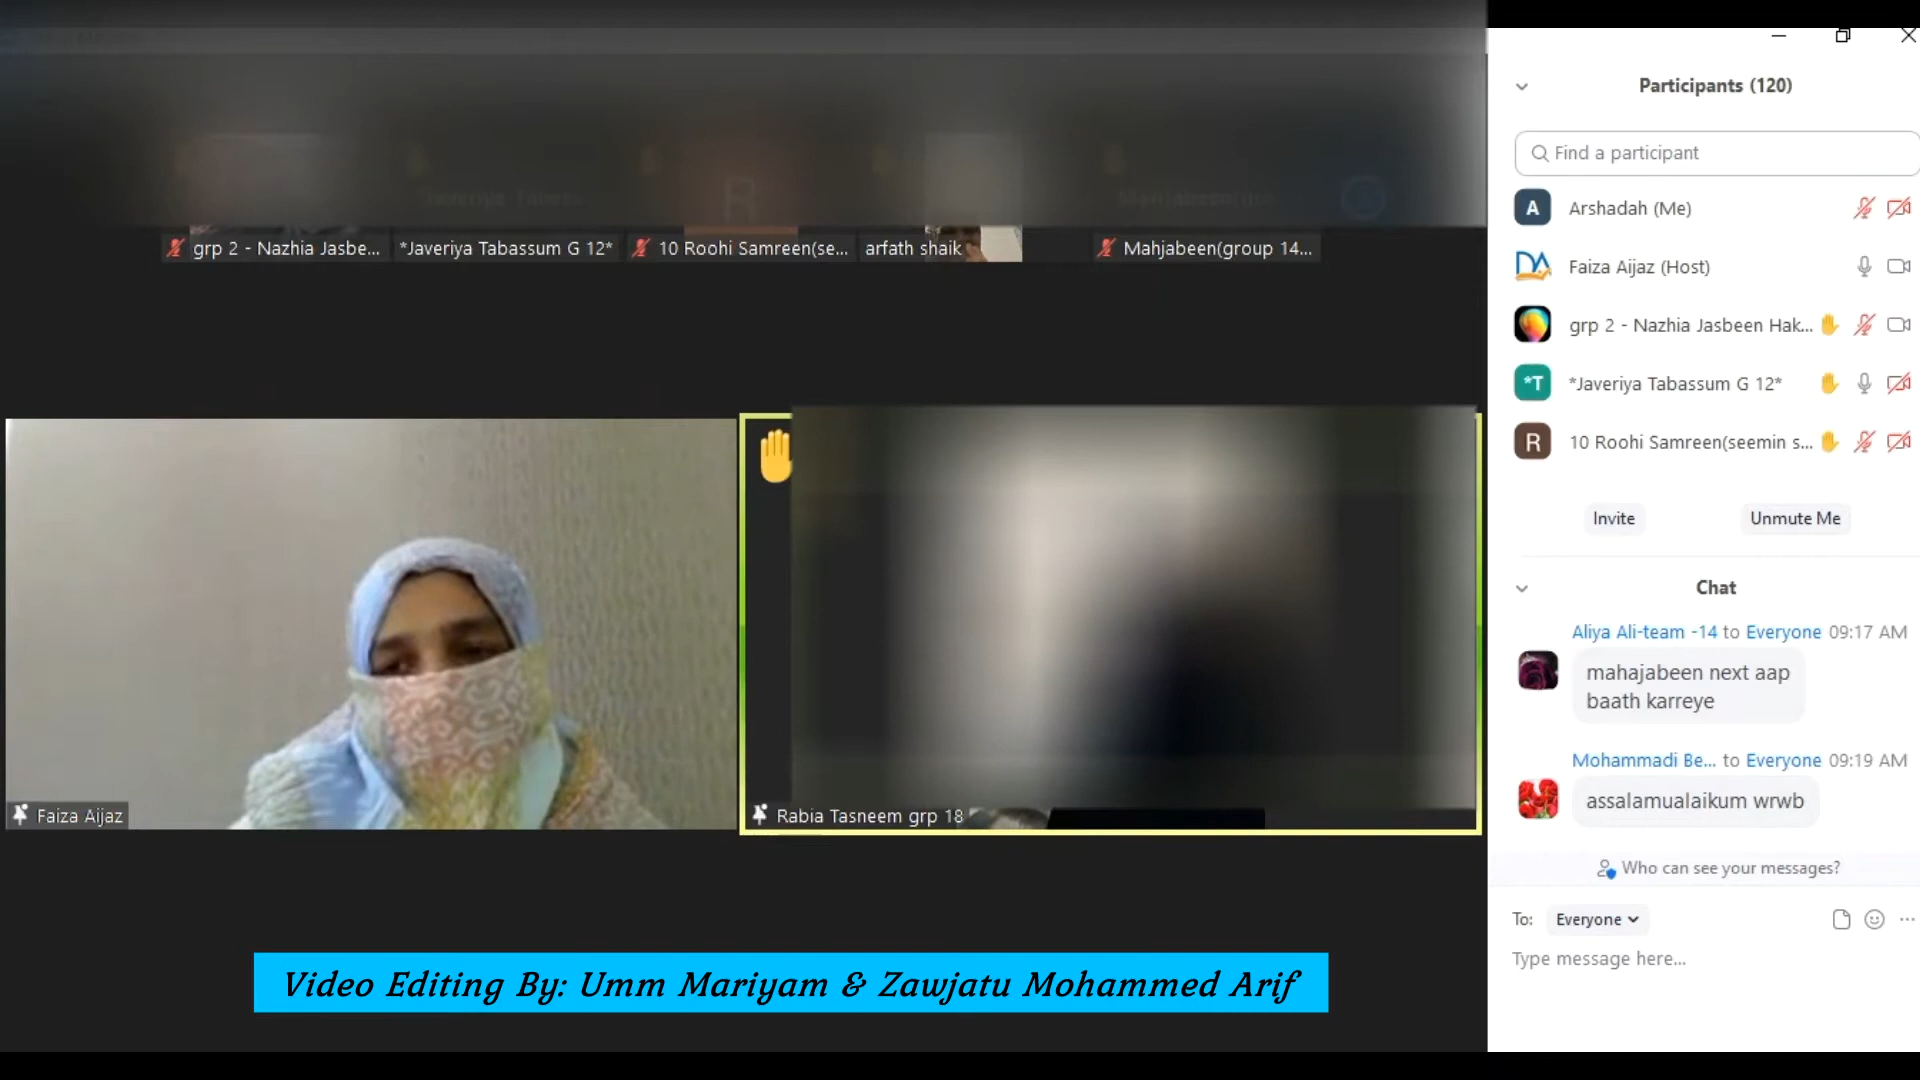 grp 2 - Nazhia Jasbe...
*Javeriya Tabassum G 12*
10 Roohi Samreen(se...
arfath shaik
Mahjabeen(group 14...
R
Faiza Aijaz
Rabia Tasneem grp 18
Video Editing By: Umm Mariyam & Zawjatu Mohammed Arif
Participants (120)
Find a participant
A Arshadah (Me)
DA Faiza Aijaz (Host)
grp 2 - Nazhia Jasbeen Hak...
*T *Javeriya Tabassum G 12*
R 10 Roohi Samreen(seemin s...
Invite Unmute Me
Chat
Aliya Ali-team -14 to Everyone 09:17 AM
mahajabeen next aap
baath karreye
Mohammadi Be... to Everyone 09:19 AM
assalamualaikum wrwb
Who can see your messages?
To: Everyone
Type message here...